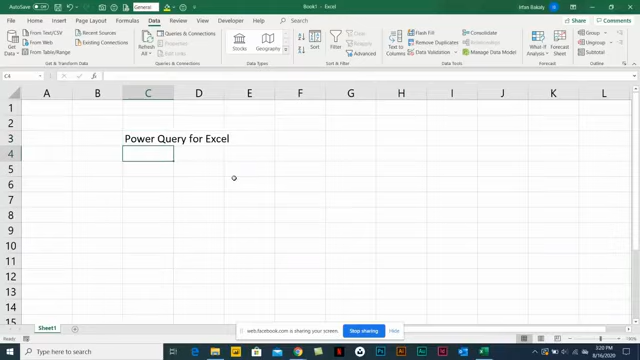 AutoSave Off General Book1 - Excel Irfan Bakaly
File Home Irfan Layout Insert Page Layout Formulas Data Review View Developer Help Power Pivot Search Share Comments
Get Data From Text/CSV Recent Sources
From Web Existing Connections
From Table/Range
Refresh All Queries & Connections
Properties
Edit Links
Stocks Geography
Sort Filter Clear
Reapply
Advanced
Text to Columns Flash Fill Consolidate
Remove Duplicates Relationships
Data Validation Manage Data Model
What-If Analysis Forecast Sheet
Group
Ungroup
Subtotal
Get & Transform Data Queries & Connections Data Types Sort & Filter Data Tools Forecast Outline
C4 fx
A B C D E F G H I J K L
1
2
3 Power Query for Excel
4
5
6
7
8
9
10
11
12
13
14
15
Sheet1
web.facebook.com is sharing your screen. Stop sharing Hide
Type here to search
3:20 PM
8/16/2020